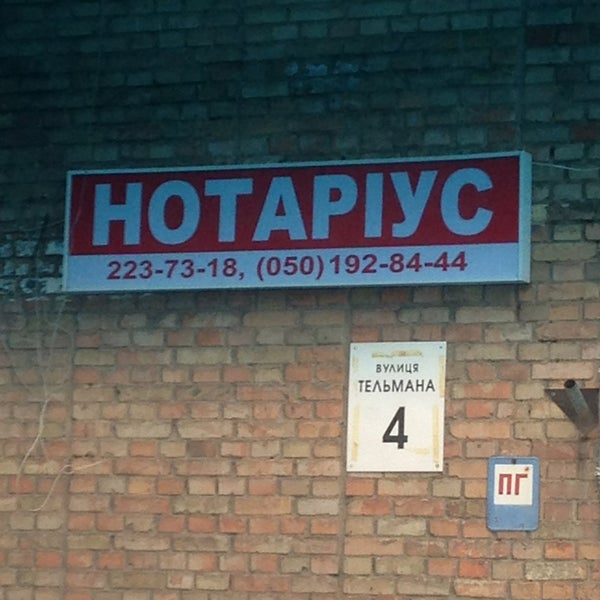 НОТАРІУС
223-73-18, (050)192-84-44
ВУЛИЦЯ
ТЕЛЬМАНА
4
ПГ